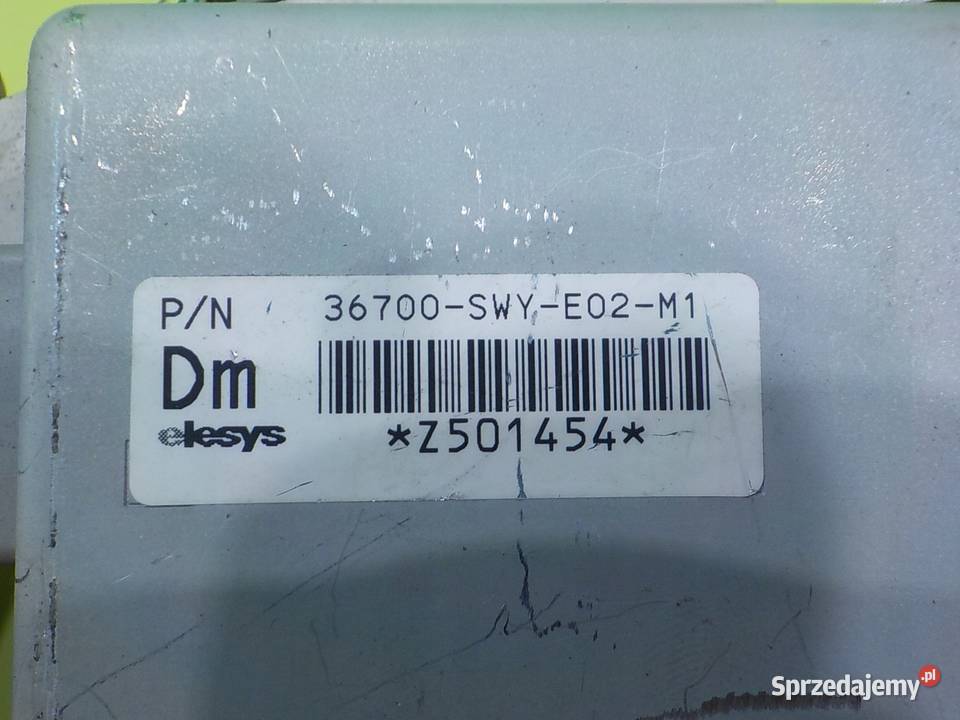 P/N 36700-SWY-E02-M1
Dm
elesys *Z501454*
Sprzedajemy.pl